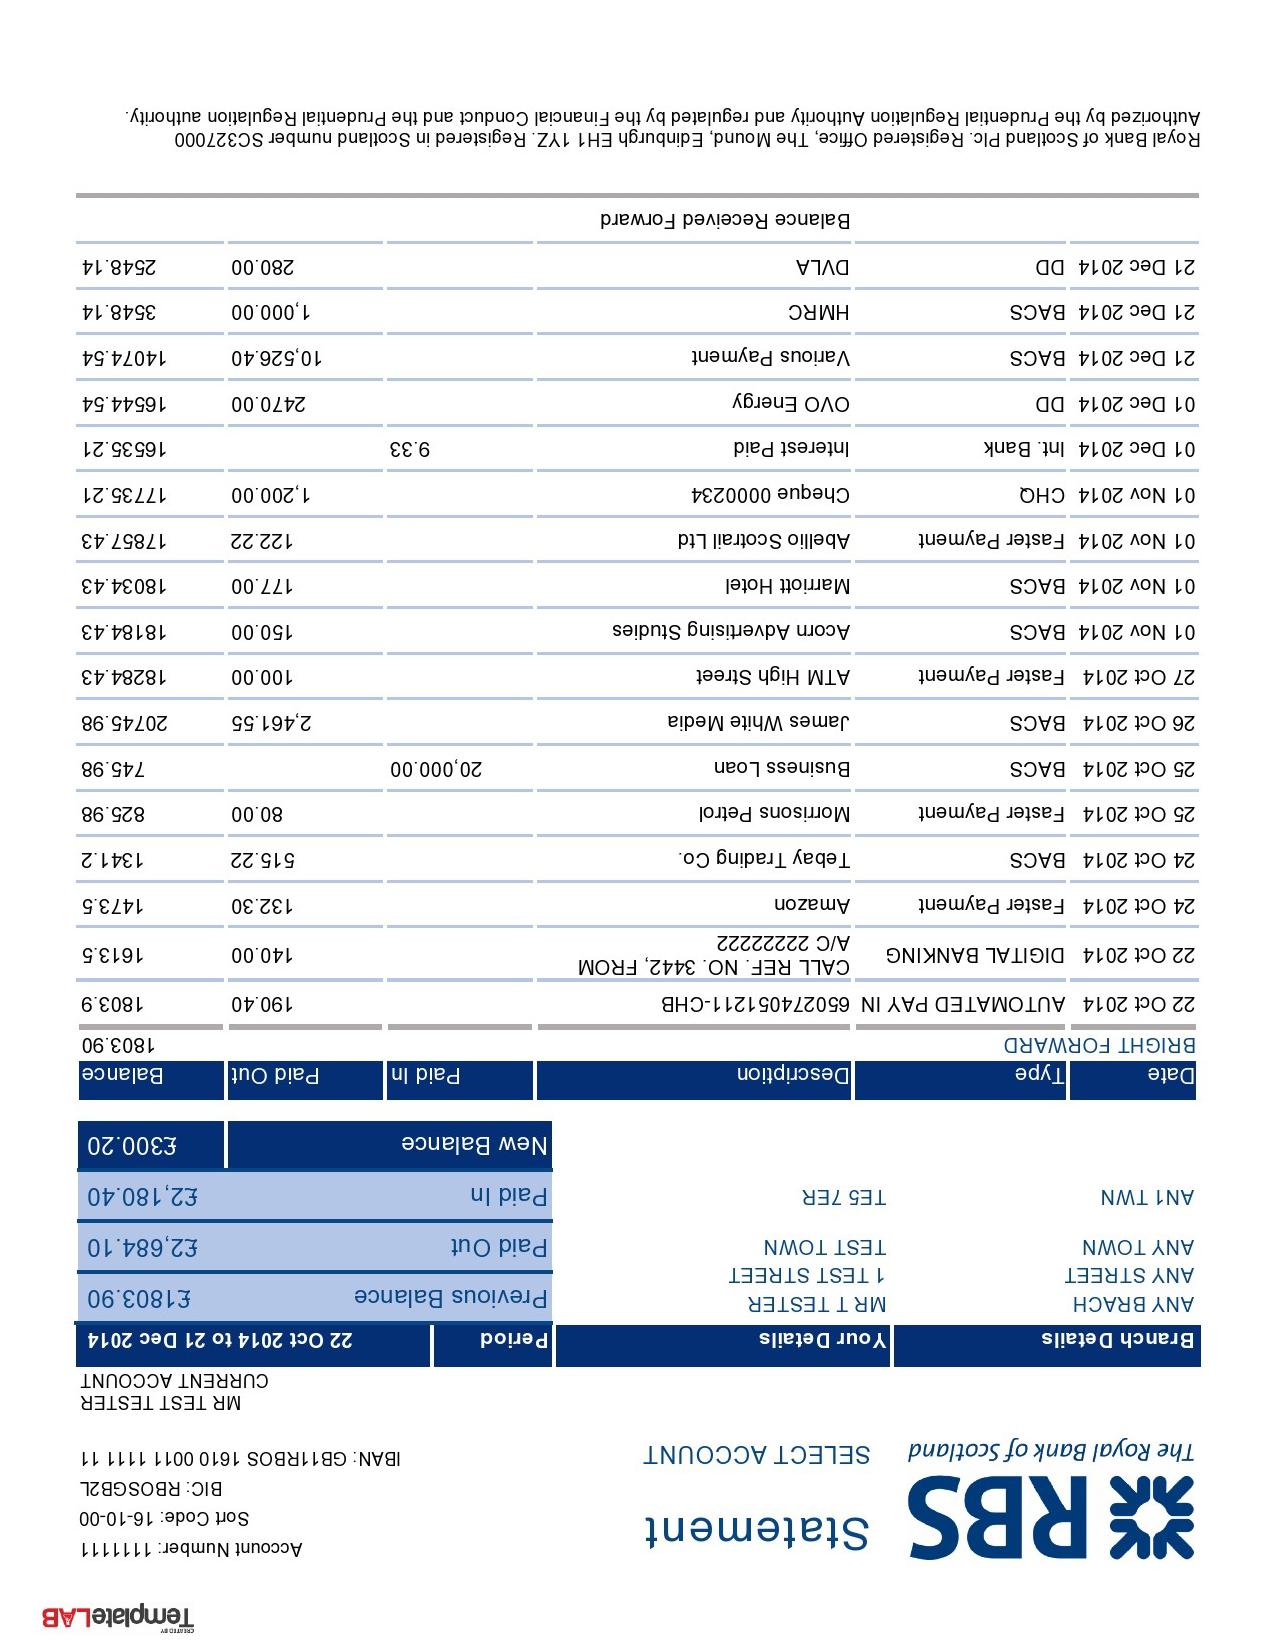 CREATED BY
TemplateLAB
RBS
The Royal Bank of Scotland
Statement
SELECT ACCOUNT
Account Number: 1111111
Sort Code: 16-10-00
BIC: RBOSGB2L
IBAN: GB11RBOS 1610 0011 1111 11
MR TEST TESTER
CURRENT ACCOUNT
Branch Details Your Details Period 22 Oct 2014 to 21 Dec 2014
ANY BRACH MR T TESTER Previous Balance £1803.90
ANY STREET 1 TEST STREET
ANY TOWN TEST TOWN Paid Out £2,684.10
AN1 TWN TE5 7ER Paid In £2,180.40
New Balance £300.20
Date Type Description Paid In Paid Out Balance
BRIGHT FORWARD 1803.90
22 Oct 2014 AUTOMATED PAY IN 650274051211-CHB 190.40 1803.9
22 Oct 2014 DIGITAL BANKING CALL REF. NO. 3442, FROM 140.00 1613.5
A/C 22222222
24 Oct 2014 Faster Payment Amazon 132.30 1473.5
24 Oct 2014 BACS Tebay Trading Co. 515.22 1341.2
25 Oct 2014 Faster Payment Morrisons Petrol 80.00 825.98
25 Oct 2014 BACS Business Loan 20,000.00 745.98
26 Oct 2014 BACS James White Media 2,461.55 20745.98
27 Oct 2014 Faster Payment ATM High Street 100.00 18284.43
01 Nov 2014 BACS Acorn Advertising Studies 150.00 18184.43
01 Nov 2014 BACS Marriott Hotel 177.00 18034.43
01 Nov 2014 Faster Payment Abellio Scotrail Ltd 122.22 17857.43
01 Nov 2014 CHQ Cheque 0000234 1,200.00 17735.21
01 Dec 2014 Int. Bank Interest Paid 9.33 16535.21
01 Dec 2014 DD OVO Energy 2470.00 16544.54
21 Dec 2014 BACS Various Payment 10,526.40 14074.54
21 Dec 2014 BACS HMRC 1,000.00 3548.14
21 Dec 2014 DD DVLA 280.00 2548.14
Balance Received Forward
Royal Bank of Scotland Plc. Registered Office, The Mound, Edinburgh EH1 1YZ. Registered in Scotland number SC327000
Authorized by the Prudential Regulation Authority and regulated by the Financial Conduct and the Prudential Regulation authority.